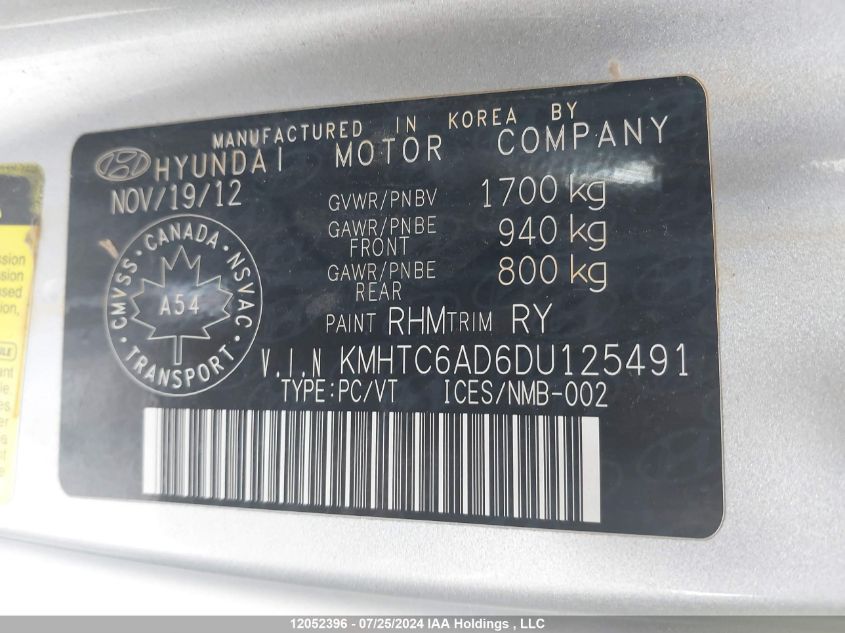 MANUFACTURED IN KOREA BY
HYUNDAI MOTOR COMPANY
NOV/19/12
GVWR/PNBV 1700 kg
GAWR/PNBE FRONT 940 kg
GAWR/PNBE REAR 800 kg
PAINT RHM TRIM RY
CMVSS · CANADA · NSVAC · TRANSPORT ·
A54
V.I.N KMHTC6AD6DU125491
TYPE:PC/VT ICES/NMB-002
12052396 - 07/25/2024 IAA Holdings , LLC